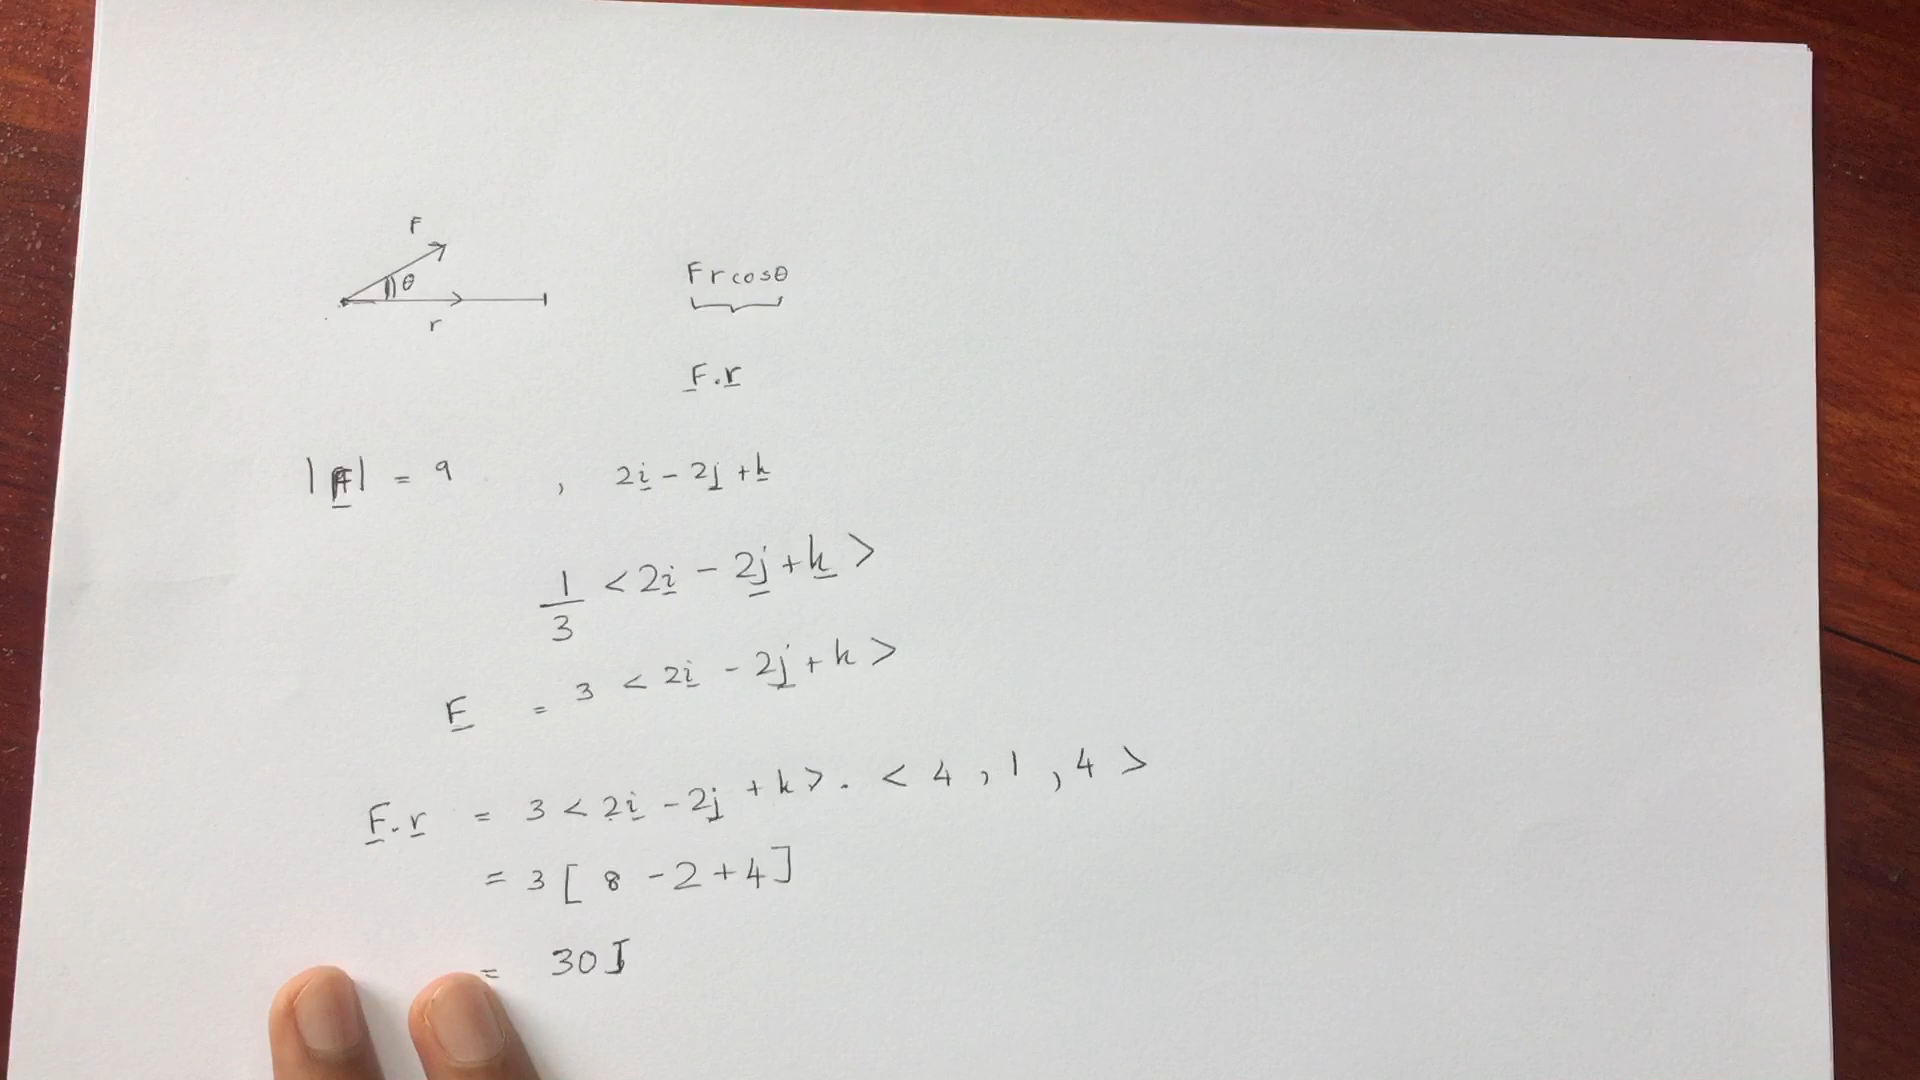 F
θ
r
Frcosθ
F.r
|F| = 9 , 2i - 2j + k
1/3 <2i - 2j + k>
F = 3 <2i - 2j + k>
F.r = 3 <2i - 2j + k>. <4, 1, 4>
= 3 [8 - 2 + 4]
= 30J